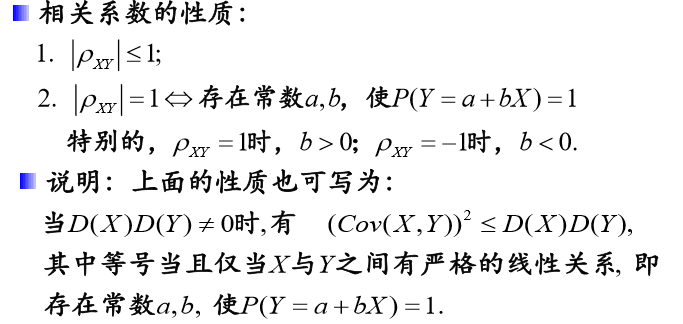 相关系数的性质：
1. |ρ_XY| ≤ 1;
2. |ρ_XY| = 1 ⇔ 存在常数a,b，使P(Y = a + bX) = 1
特别的，ρ_XY = 1时，b > 0；ρ_XY = −1时，b < 0.
说明：上面的性质也可写为：
当D(X)D(Y) ≠ 0时,有 (Cov(X,Y))² ≤ D(X)D(Y),
其中等号当且仅当X与Y之间有严格的线性关系, 即
存在常数a,b, 使P(Y = a + bX) = 1.